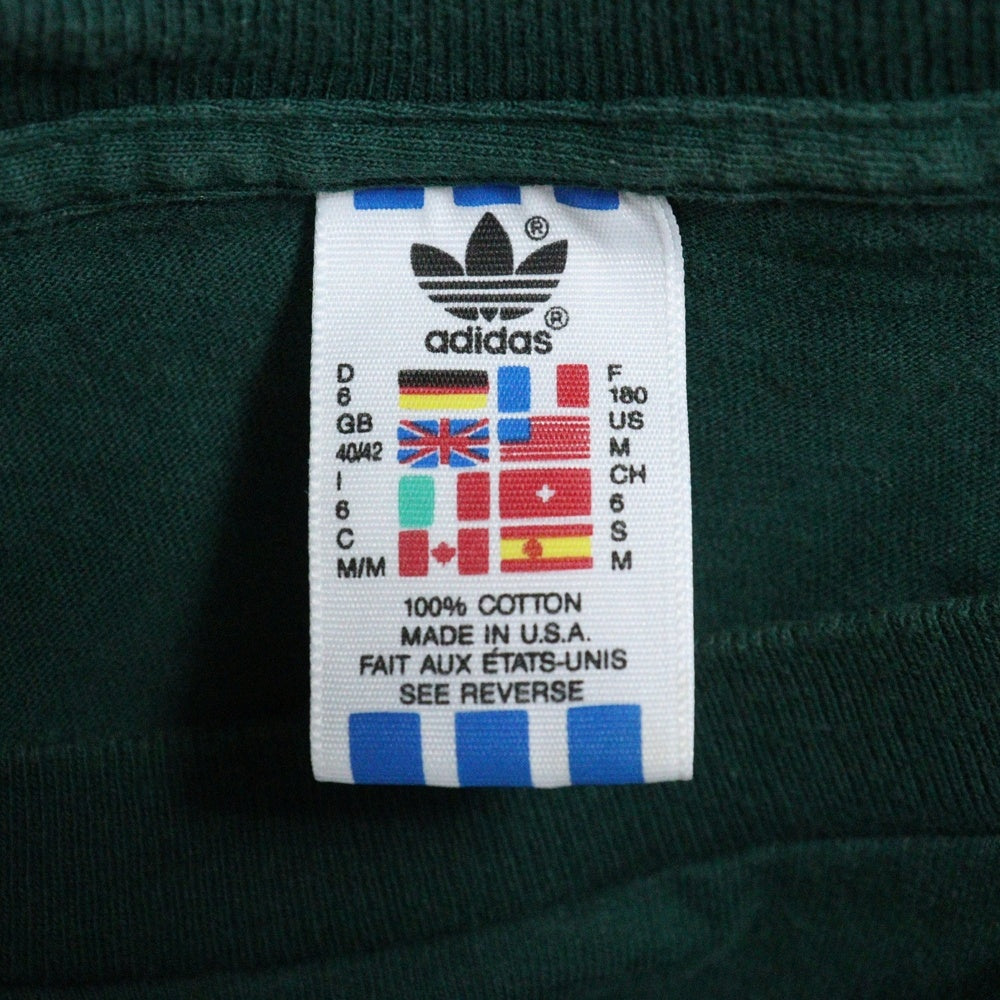 ®
adidas®
D
6
GB
40/42
I
6
C
M/M
F
180
US
M
CH
6
S
M
100% COTTON
MADE IN U.S.A.
FAIT AUX ÉTATS-UNIS
SEE REVERSE